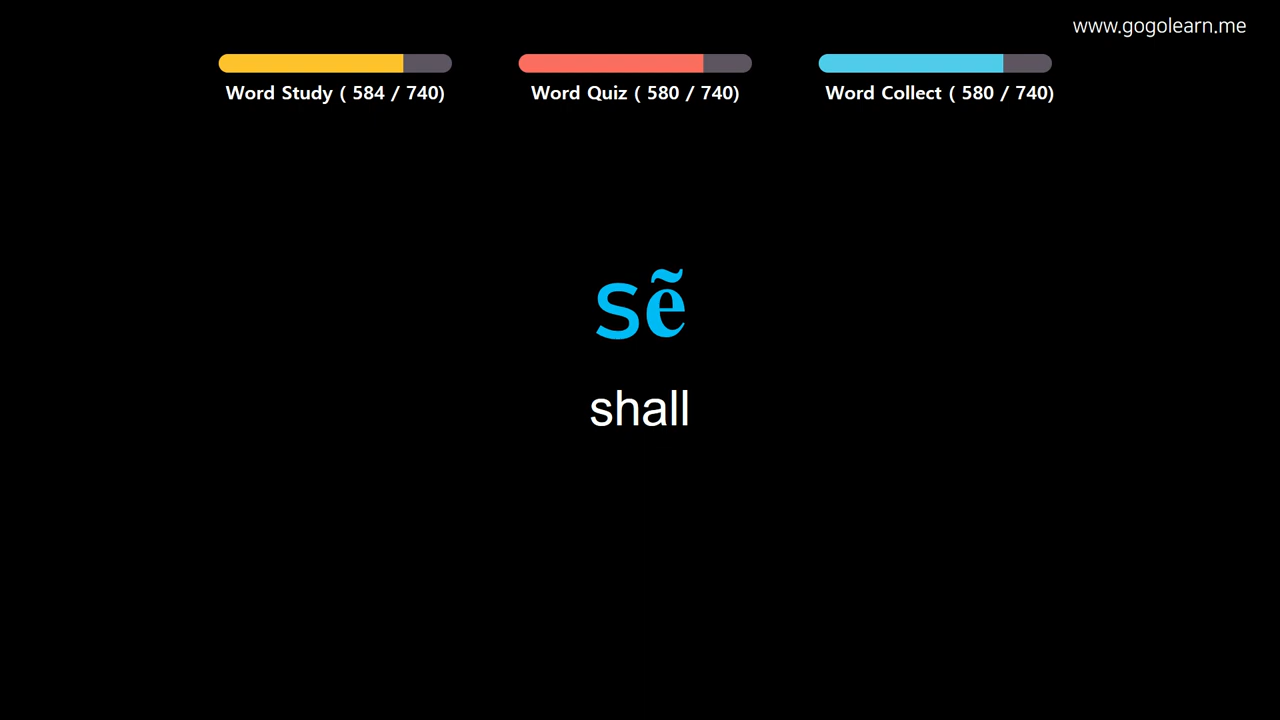 www.gogolearn.me
Word Study ( 584 / 740) Word Quiz ( 580 / 740) Word Collect ( 580 / 740)
sẽ
shall